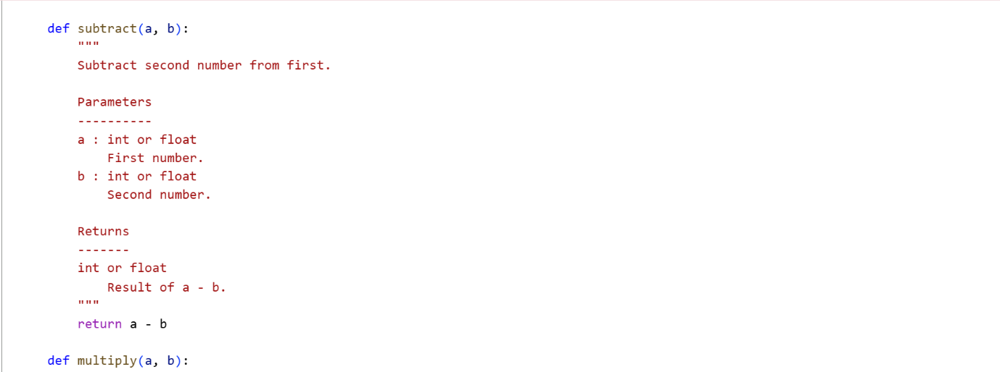 def subtract(a, b):
    """
    Subtract second number from first.

    Parameters
    ----------
    a : int or float
        First number.
    b : int or float
        Second number.

    Returns
    -------
    int or float
        Result of a - b.
    """
    return a - b

def multiply(a, b):